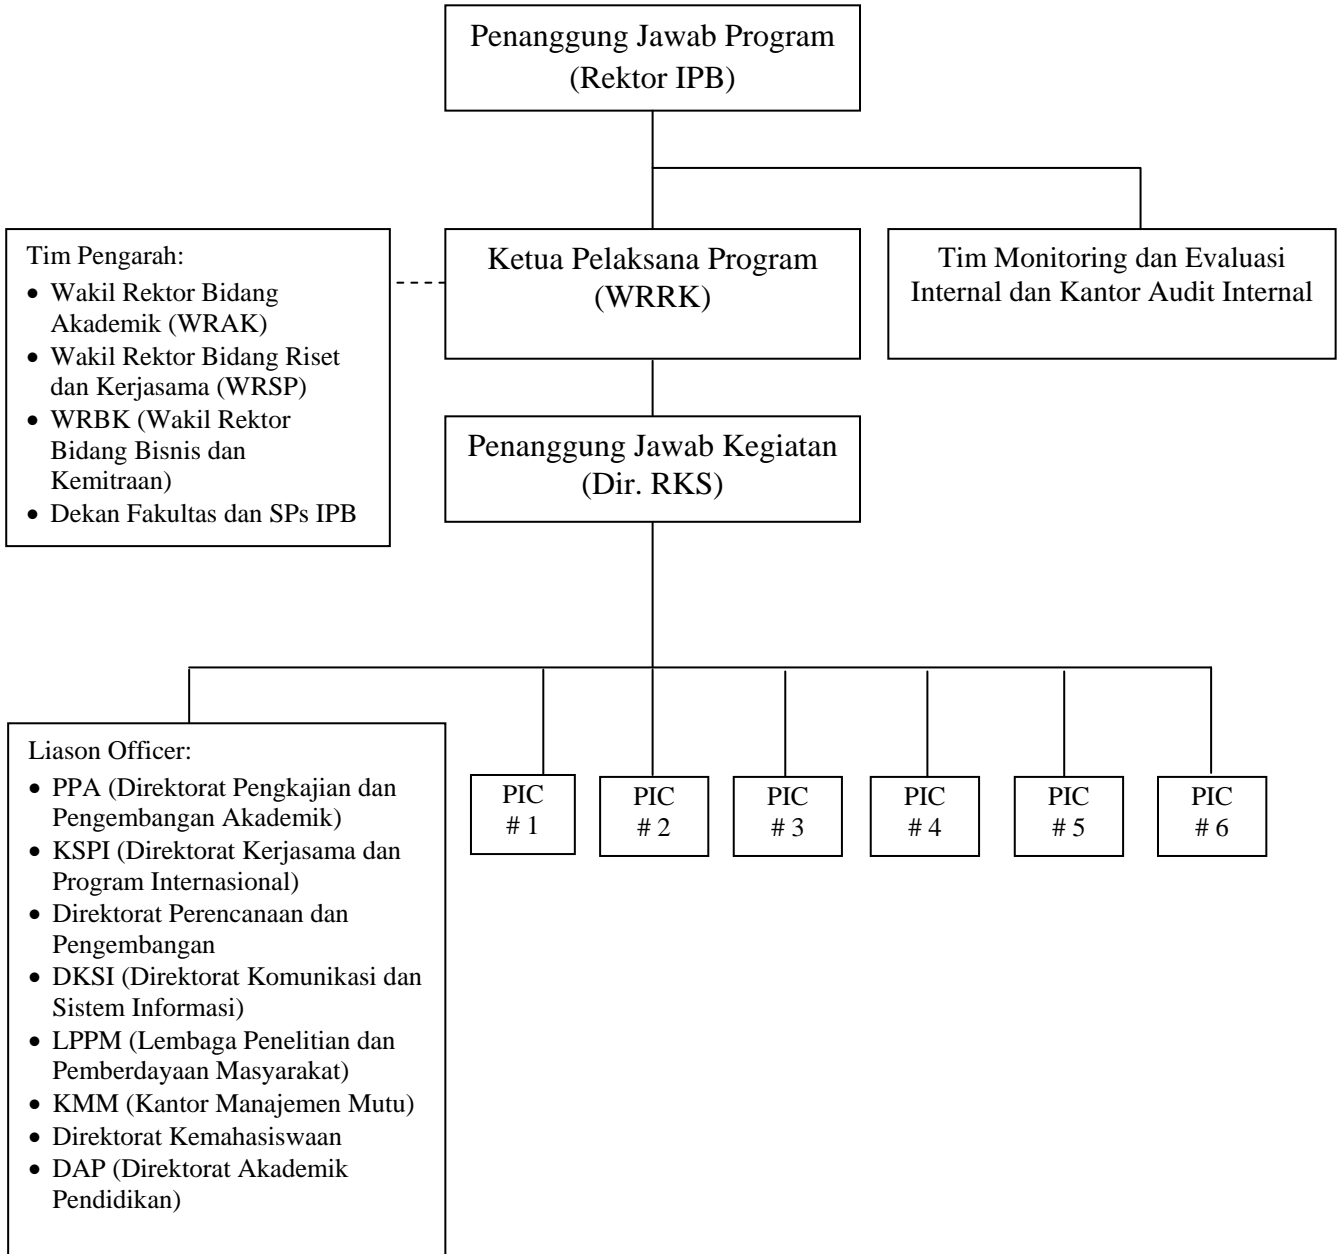 Penanggung Jawab Program
(Rektor IPB)
Tim Pengarah:
• Wakil Rektor Bidang
Akademik (WRAK)
• Wakil Rektor Bidang Riset
dan Kerjasama (WRSP)
• WRBK (Wakil Rektor
Bidang Bisnis dan
Kemitraan)
• Dekan Fakultas dan SPs IPB
Ketua Pelaksana Program
(WRRK)
Tim Monitoring dan Evaluasi
Internal dan Kantor Audit Internal
Penanggung Jawab Kegiatan
(Dir. RKS)
Liason Officer:
• PPA (Direktorat Pengkajian dan
Pengembangan Akademik)
• KSPI (Direktorat Kerjasama dan
Program Internasional)
• Direktorat Perencanaan dan
Pengembangan
• DKSI (Direktorat Komunikasi dan
Sistem Informasi)
• LPPM (Lembaga Penelitian dan
Pemberdayaan Masyarakat)
• KMM (Kantor Manajemen Mutu)
• Direktorat Kemahasiswaan
• DAP (Direktorat Akademik
Pendidikan)
PIC
# 1
PIC
# 2
PIC
# 3
PIC
# 4
PIC
# 5
PIC
# 6